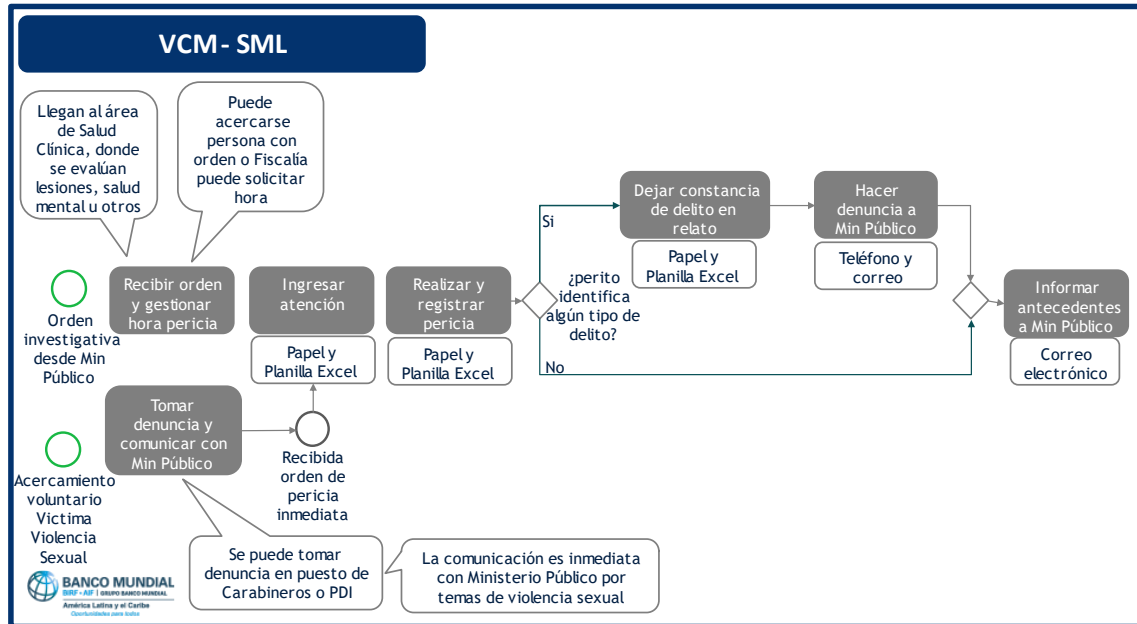 VCM - SML
Llegan al área
de Salud
Clínica, donde
se evalúan
lesiones, salud
mental u otros
Puede
acercarse
persona con
orden o Fiscalía
puede solicitar
hora
Orden
investigativa
desde Min
Público
Recibir orden
y gestionar
hora pericia
Ingresar
atención
Papel y
Planilla Excel
Realizar y
registrar
pericia
Papel y
Planilla Excel
¿perito
identifica
algún tipo de
delito?
Si
No
Dejar constancia
de delito en
relato
Papel y
Planilla Excel
Hacer
denuncia a
Min Público
Teléfono y
correo
Informar
antecedentes
a Min Público
Correo
electrónico
Acercamiento
voluntario
Victima
Violencia
Sexual
Tomar
denuncia y
comunicar con
Min Público
Recibida
orden de
pericia
inmediata
Se puede tomar
denuncia en puesto de
Carabineros o PDI
La comunicación es inmediata
con Ministerio Público por
temas de violencia sexual
BANCO MUNDIAL
BIRF • AIF | GRUPO BANCO MUNDIAL
América Latina y el Caribe
Oportunidades para todos